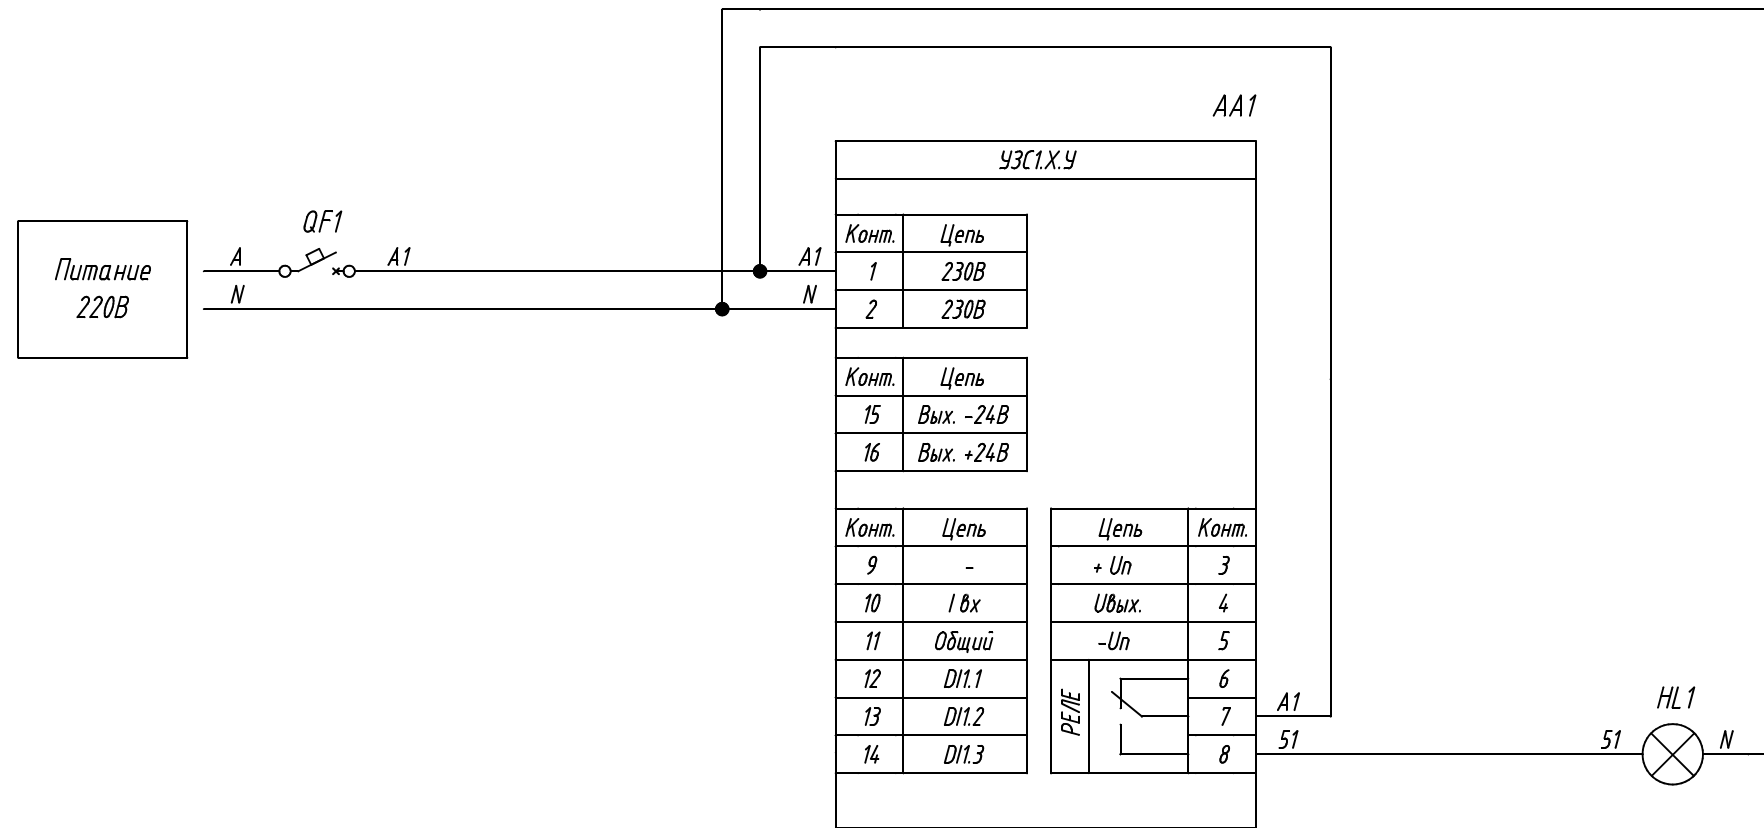 AA1
УЗС1.Х.У
QF1
Конт. Цепь
A A1 A1 1 230В
Питание
220В
N N 2 230В
Конт. Цепь
15 Вых. -24В
16 Вых. +24В
Конт. Цепь Цепь Конт.
9 - + Uп 3
10 I вх Uвых. 4
11 Общий -Uп 5
12 DI1.1 6
13 DI1.2 РЕЛЕ 7 A1
HL1
14 DI1.3 8 51 51 N